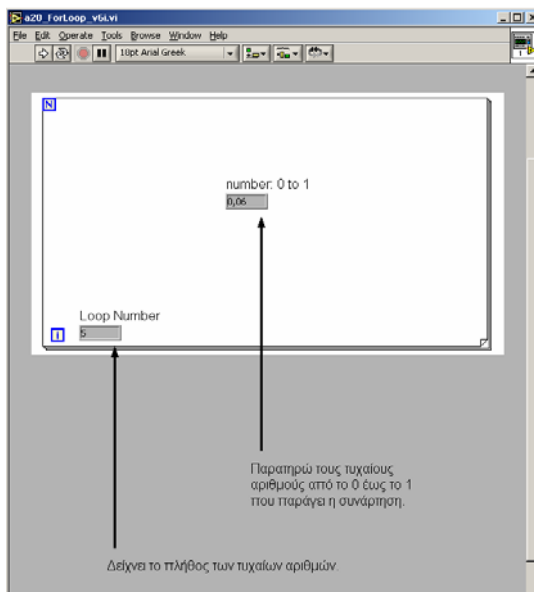 a20_ForLoop_v6i.vi
File Edit Operate Tools Browse Window Help
10pt Arial Greek
N
number: 0 to 1
0,06
Loop Number
i
5
Παρατηρώ τους τυχαίους
αριθμούς από το 0 έως το 1
που παράγει η συνάρτηση.
Δείχνει το πλήθος των τυχαίων αριθμών.